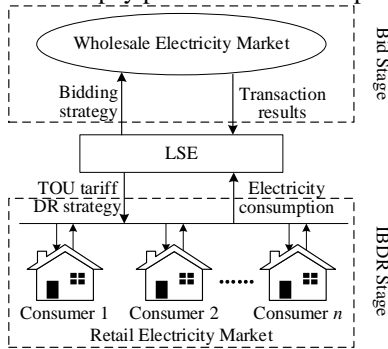 Wholesale Electricity Market
Bidding
strategy
Transaction
results
Bid Stage
LSE
TOU tariff
DR strategy
Electricity
consumption
Consumer 1
Consumer 2
......
Consumer n
Retail Electricity Market
IBDR Stage